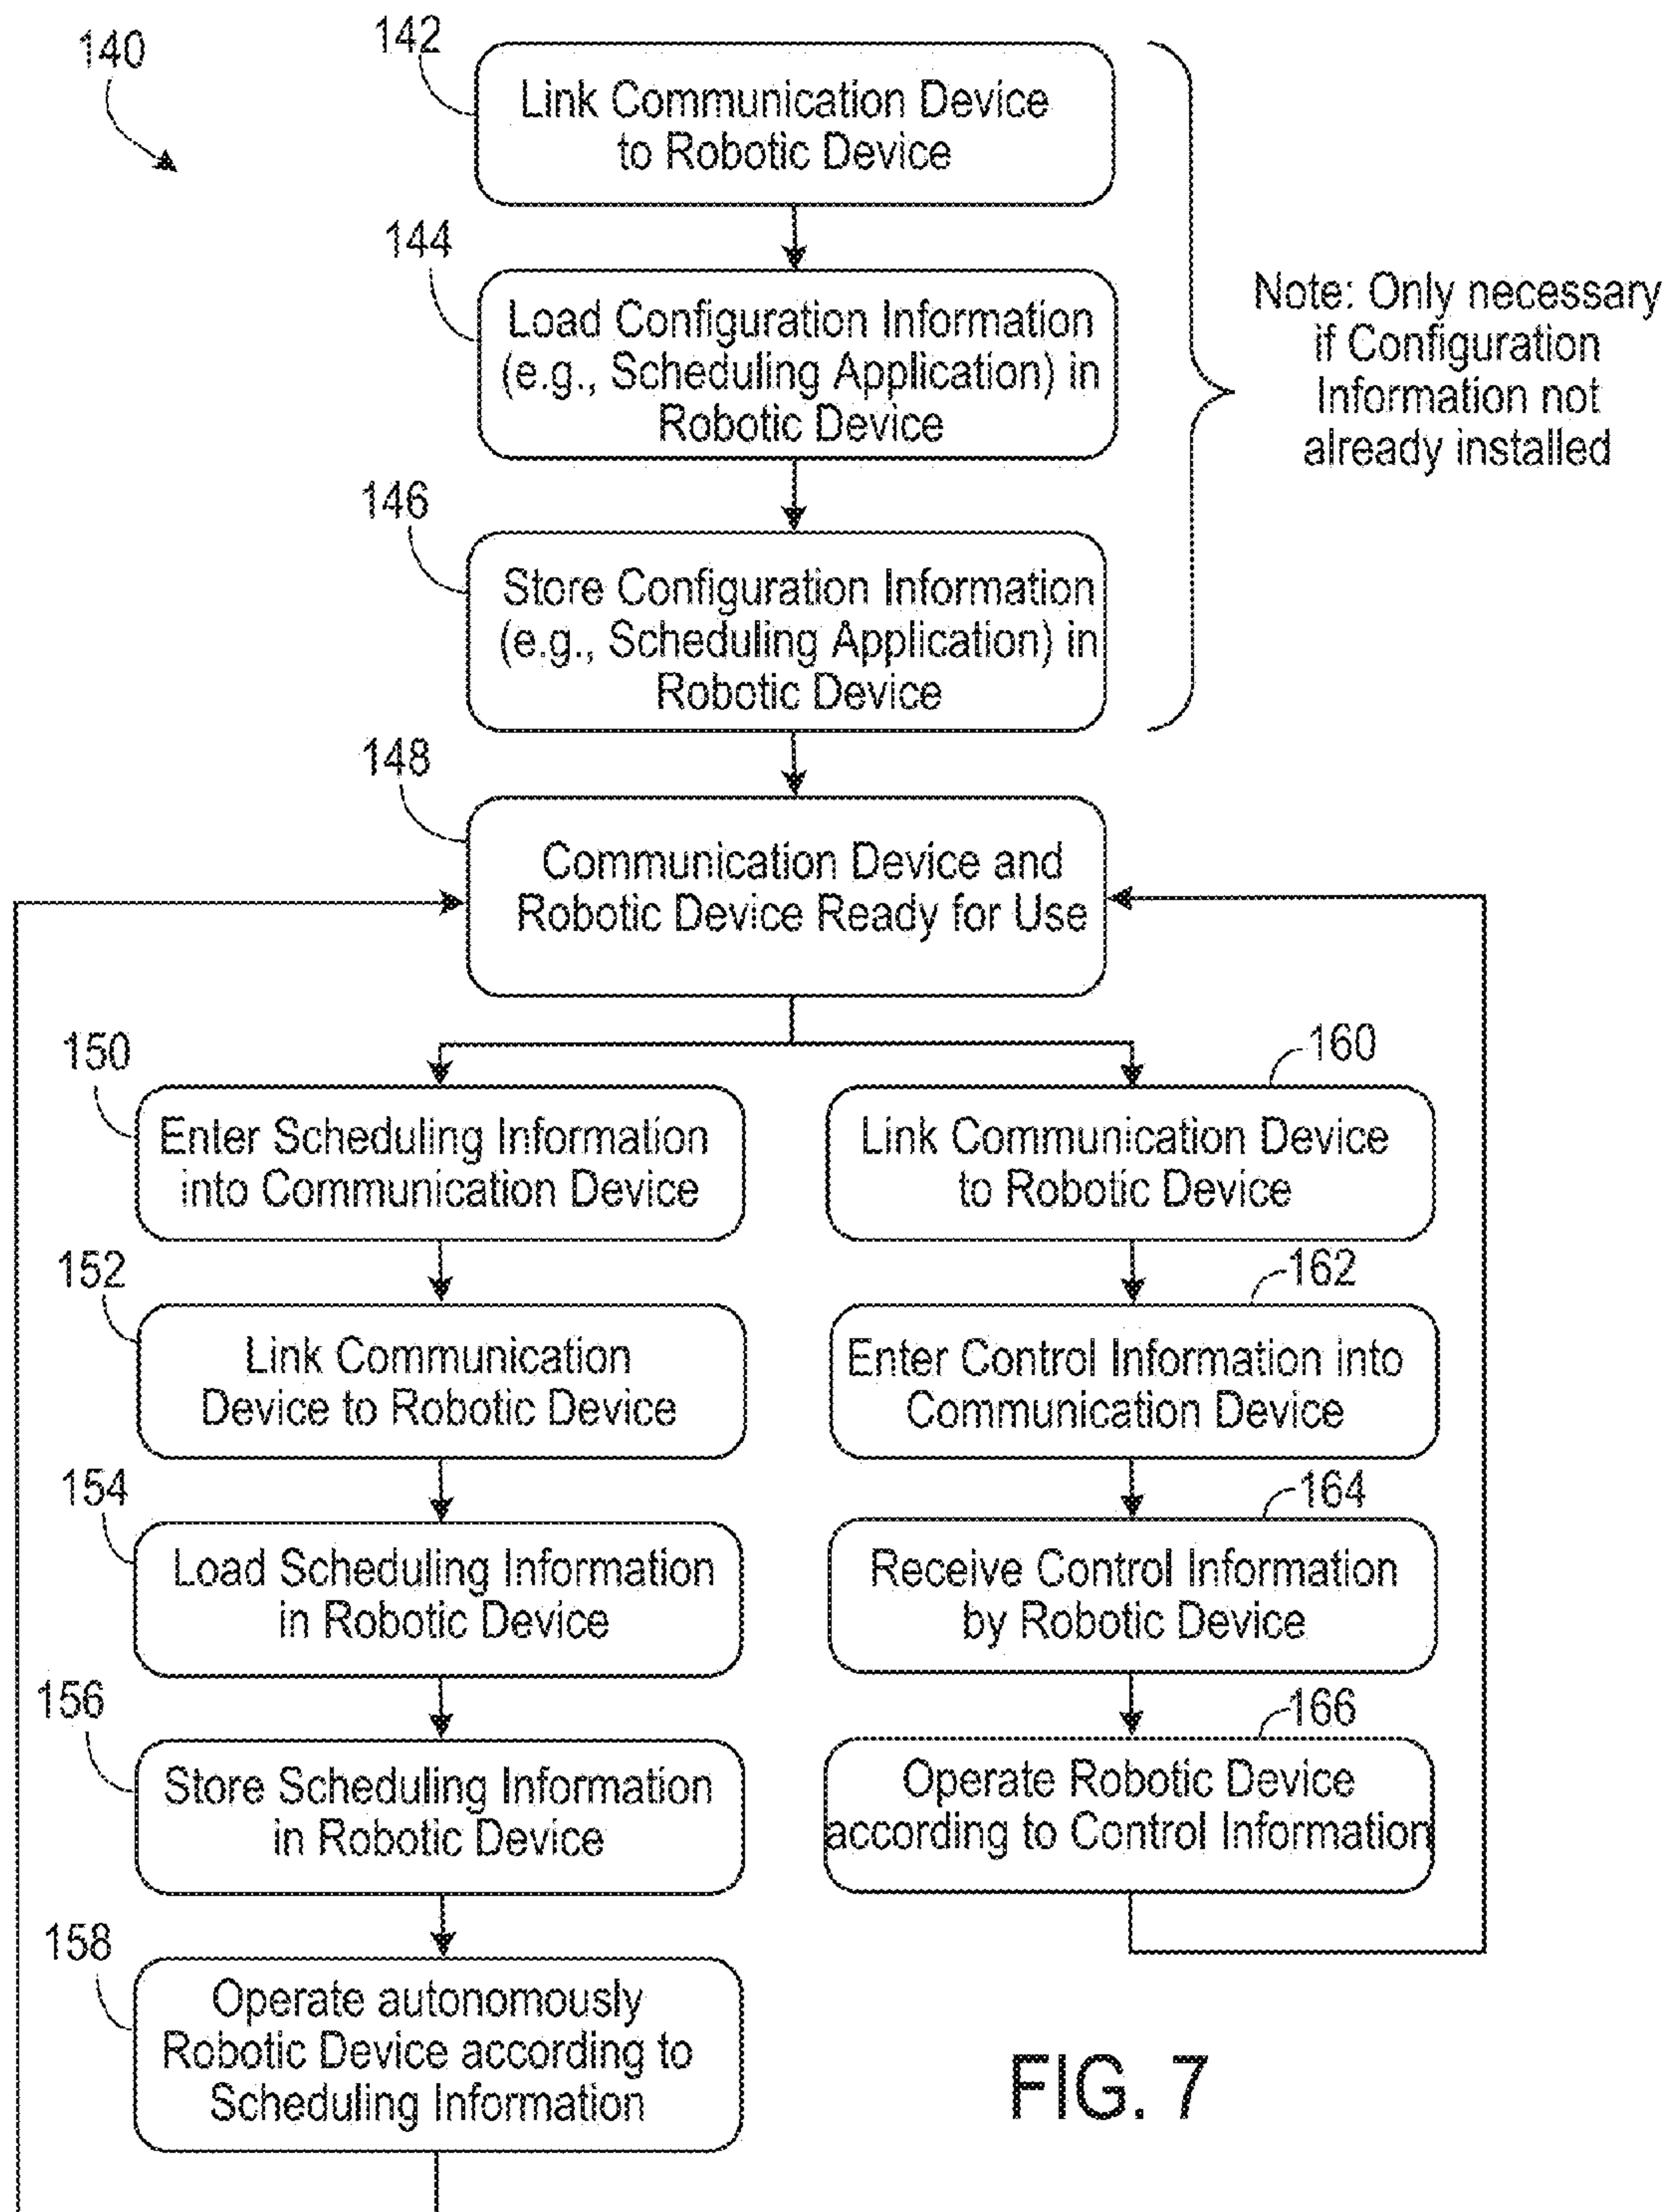 140
142
Link Communication Device
to Robotic Device
144
Load Configuration Information
(e.g., Scheduling Application) in
Robotic Device
Note: Only necessary
if Configuration
Information not
already installed
146
Store Configuration Information
(e.g., Scheduling Application) in
Robotic Device
148
Communication Device and
Robotic Device Ready for Use
150
Enter Scheduling Information
into Communication Device
152
Link Communication
Device to Robotic Device
154
Load Scheduling Information
in Robotic Device
156
Store Scheduling Information
in Robotic Device
158
Operate autonomously
Robotic Device according to
Scheduling Information
160
Link Communication Device
to Robotic Device
162
Enter Control Information into
Communication Device
164
Receive Control Information
by Robotic Device
166
Operate Robotic Device
according to Control Information
FIG. 7